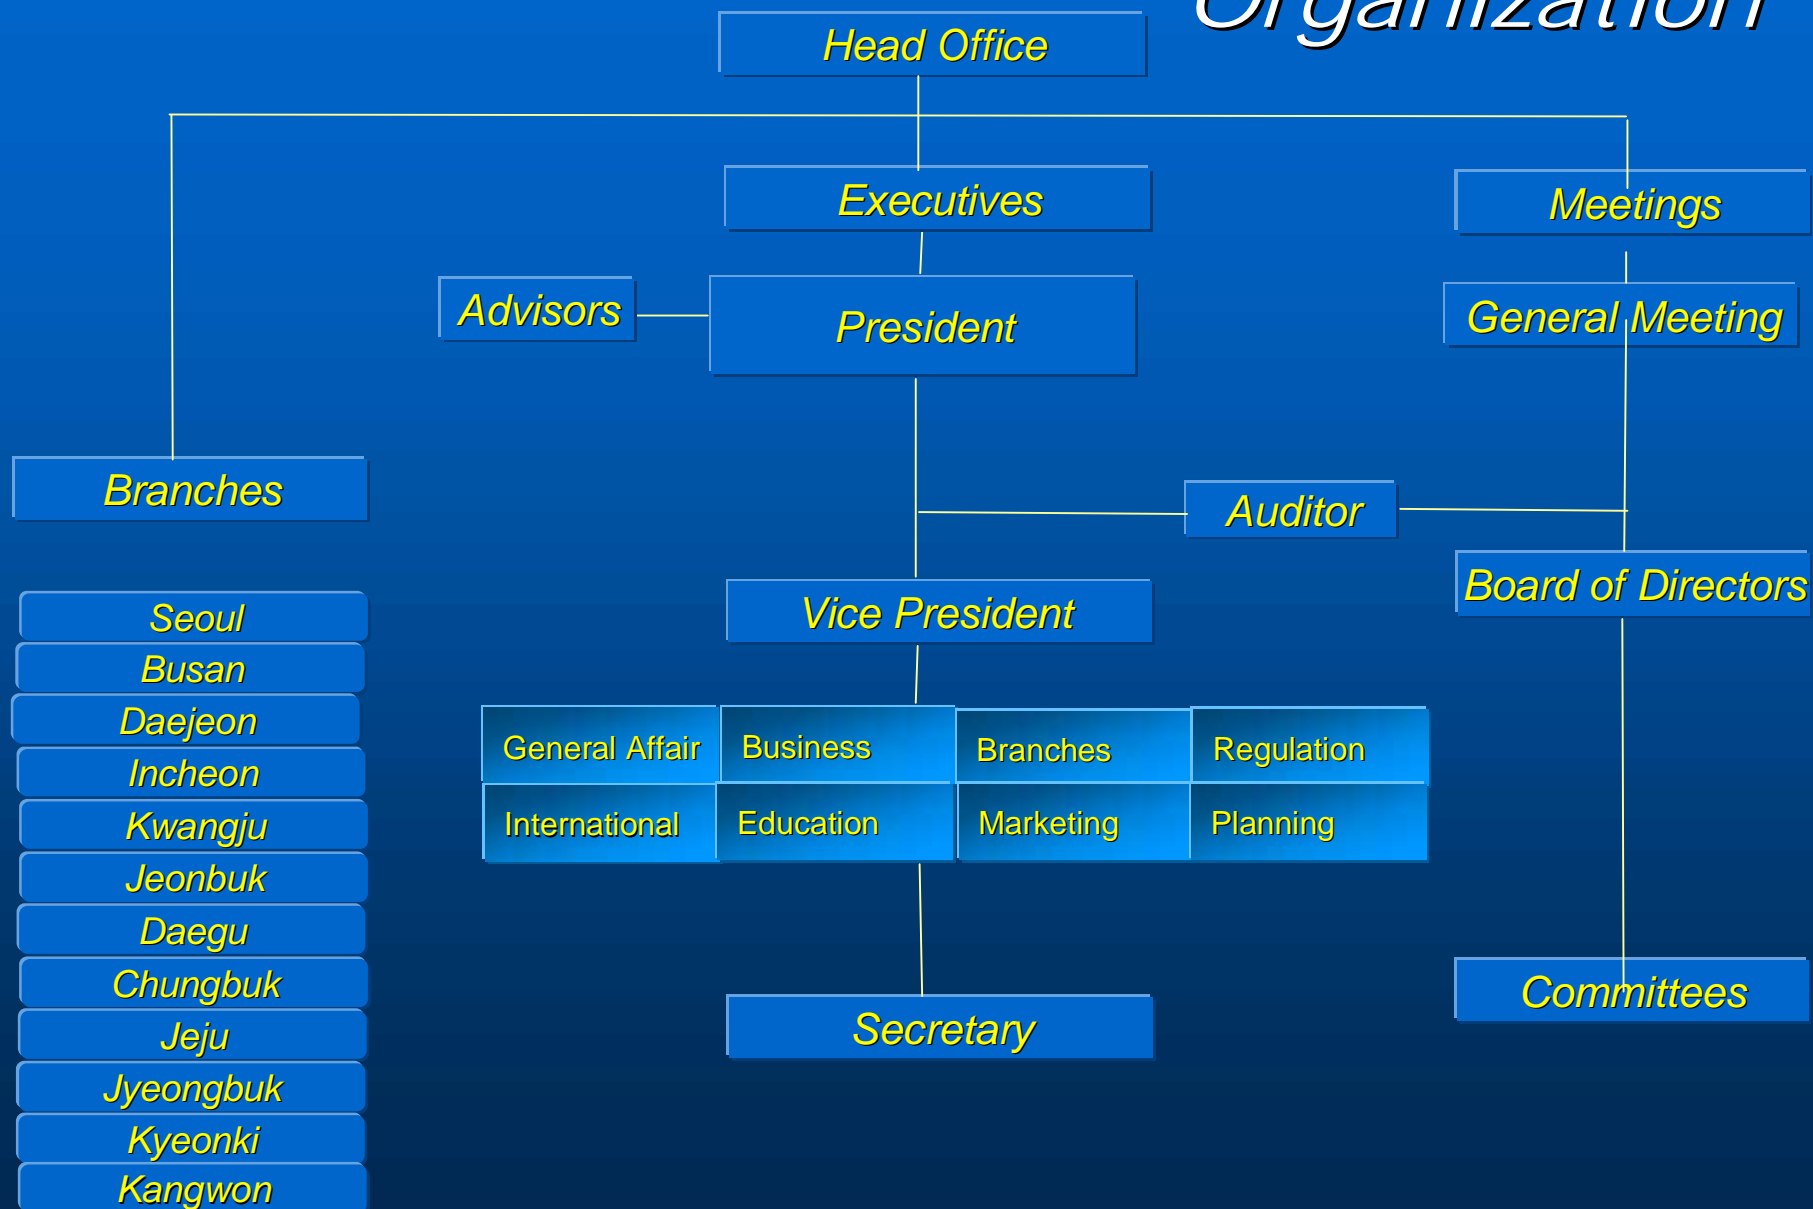 Organization
Head Office
Executives
Meetings
Advisors
President
General Meeting
Branches
Auditor
Board of Directors
Vice President
Seoul
Busan
Daejeon
Incheon
Kwangju
Jeonbuk
Daegu
Chungbuk
Jeju
Jyeongbuk
Kyeonki
Kangwon
General Affair
Business
Branches
Regulation
International
Education
Marketing
Planning
Secretary
Committees